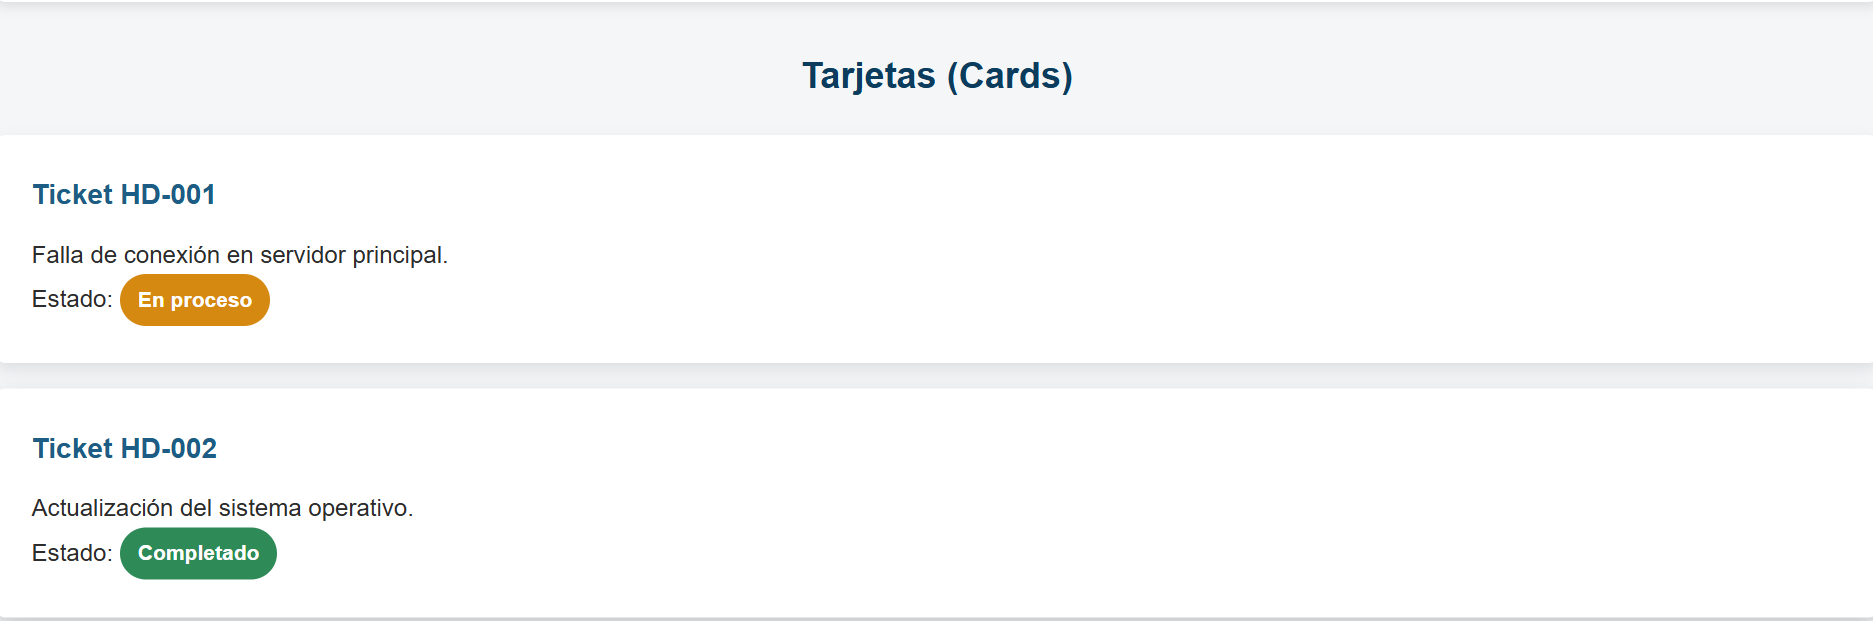 Tarjetas (Cards)
Ticket HD-001
Falla de conexión en servidor principal.
Estado: En proceso
Ticket HD-002
Actualización del sistema operativo.
Estado: Completado